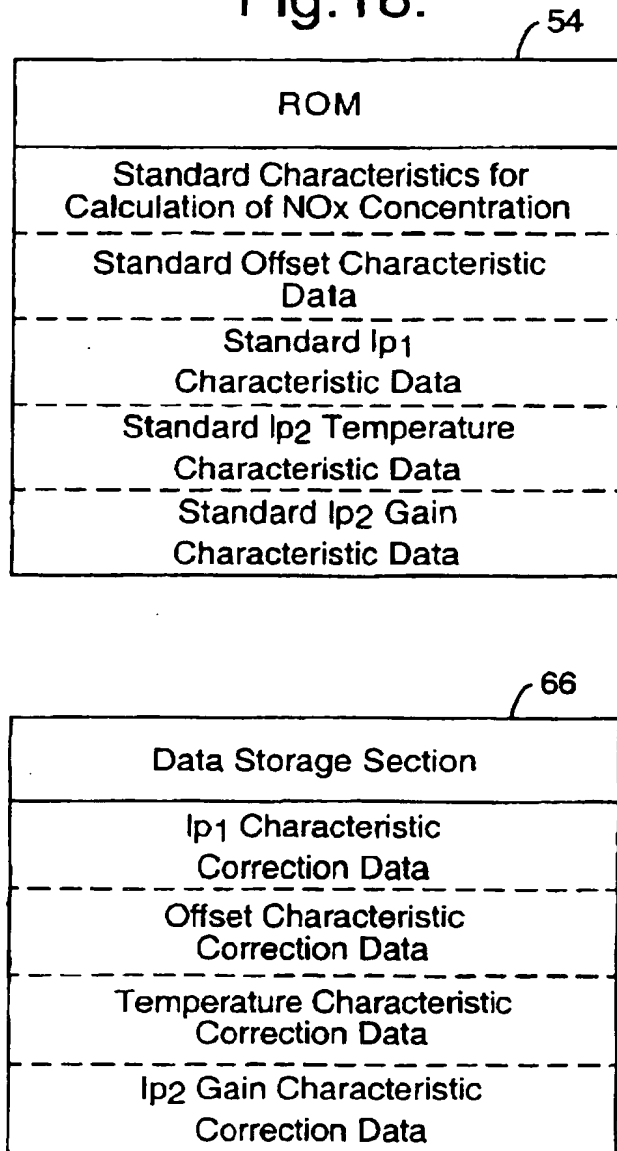 Fig.18.
54
ROM
Standard Characteristics for
Calculation of NOx Concentration
Standard Offset Characteristic
Data
Standard Ip1
Characteristic Data
Standard Ip2 Temperature
Characteristic Data
Standard Ip2 Gain
Characteristic Data
66
Data Storage Section
Ip1 Characteristic
Correction Data
Offset Characteristic
Correction Data
Temperature Characteristic
Correction Data
Ip2 Gain Characteristic
Correction Data